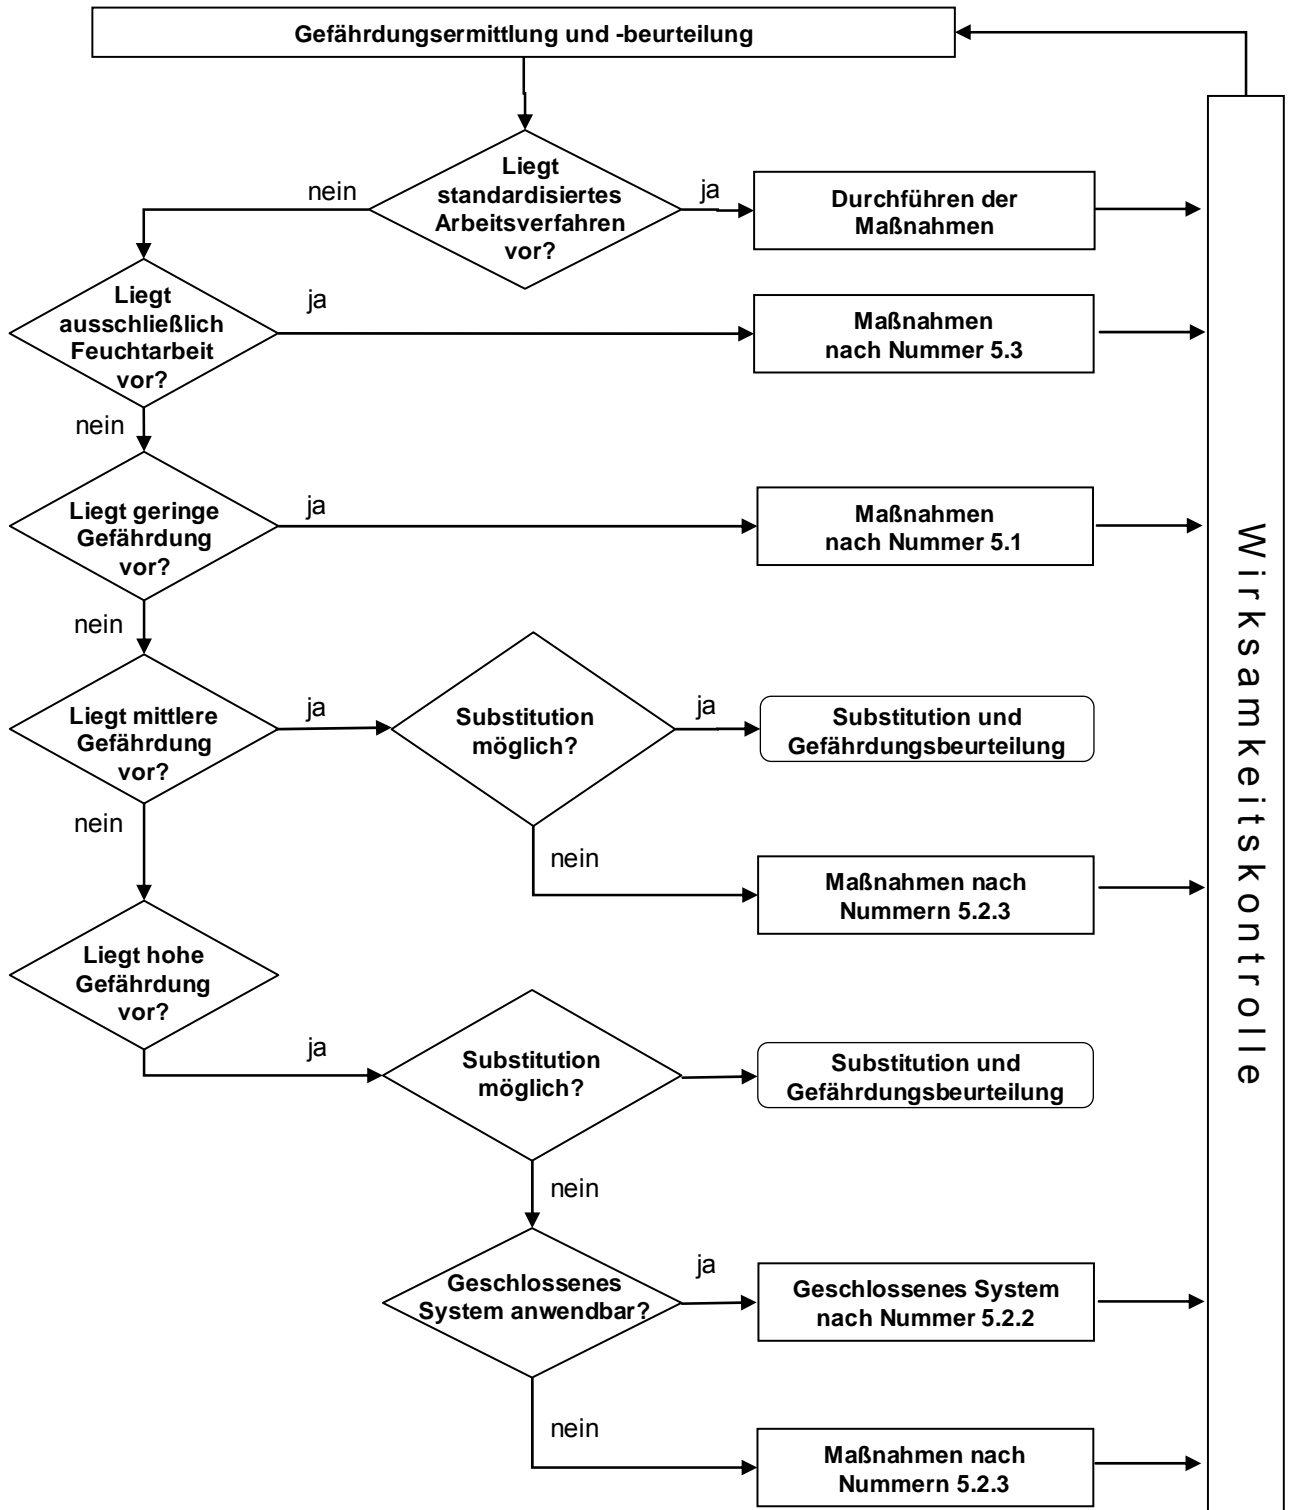 Gefährdungsermittlung und -beurteilung
Liegt
standardisiertes
Arbeitsverfahren
vor?
nein
ja
Durchführen der
Maßnahmen
Liegt
ausschließlich
Feuchtarbeit
vor?
ja
Maßnahmen
nach Nummer 5.3
nein
Liegt geringe
Gefährdung
vor?
ja
Maßnahmen
nach Nummer 5.1
nein
Liegt mittlere
Gefährdung
vor?
ja
Substitution
möglich?
ja
Substitution und
Gefährdungsbeurteilung
nein
nein
Maßnahmen nach
Nummern 5.2.3
Liegt hohe
Gefährdung
vor?
ja
Substitution
möglich?
Substitution und
Gefährdungsbeurteilung
nein
Geschlossenes
System anwendbar?
ja
Geschlossenes System
nach Nummer 5.2.2
nein
Maßnahmen nach
Nummern 5.2.3
Wirksamkeitskontrolle